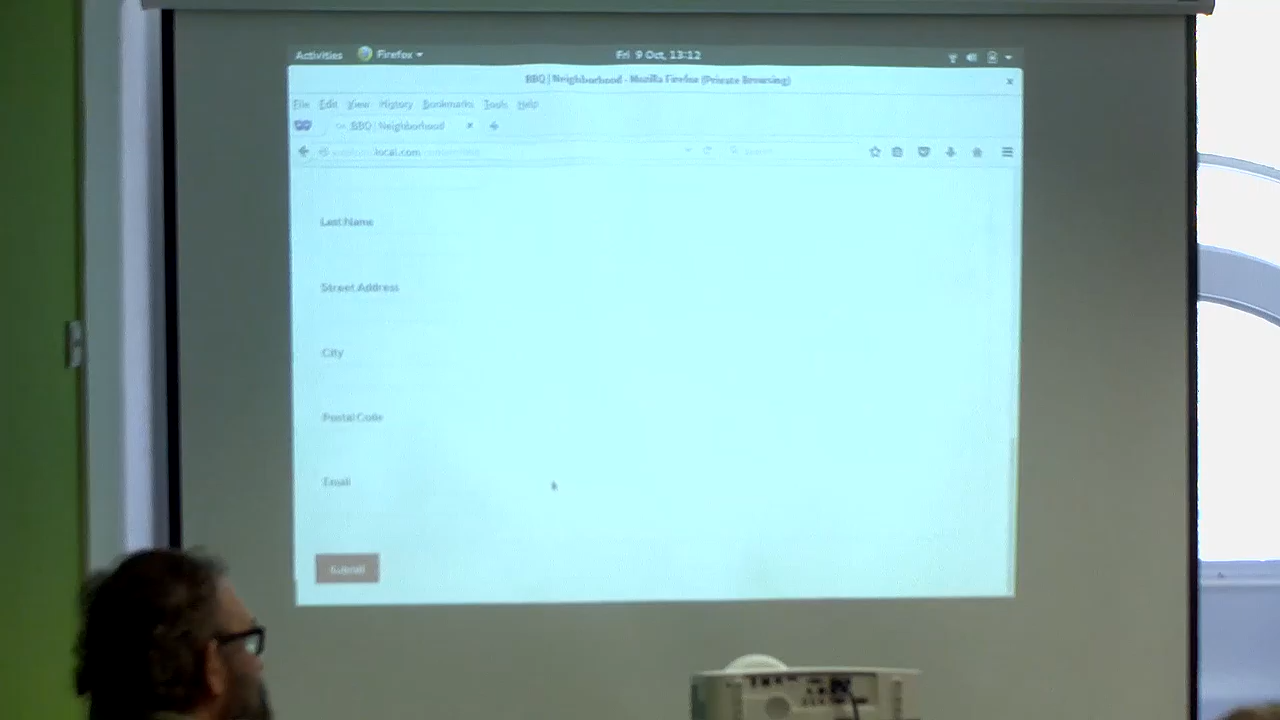 Activities Firefox Fri 9 Oct, 13:12
BBQ | Neighborhood - Mozilla Firefox (Private Browsing)
File Edit View History Bookmarks Tools Help
BBQ | Neighborhood
local.com
Last Name
Street Address
City
Postal Code
Email
Submit